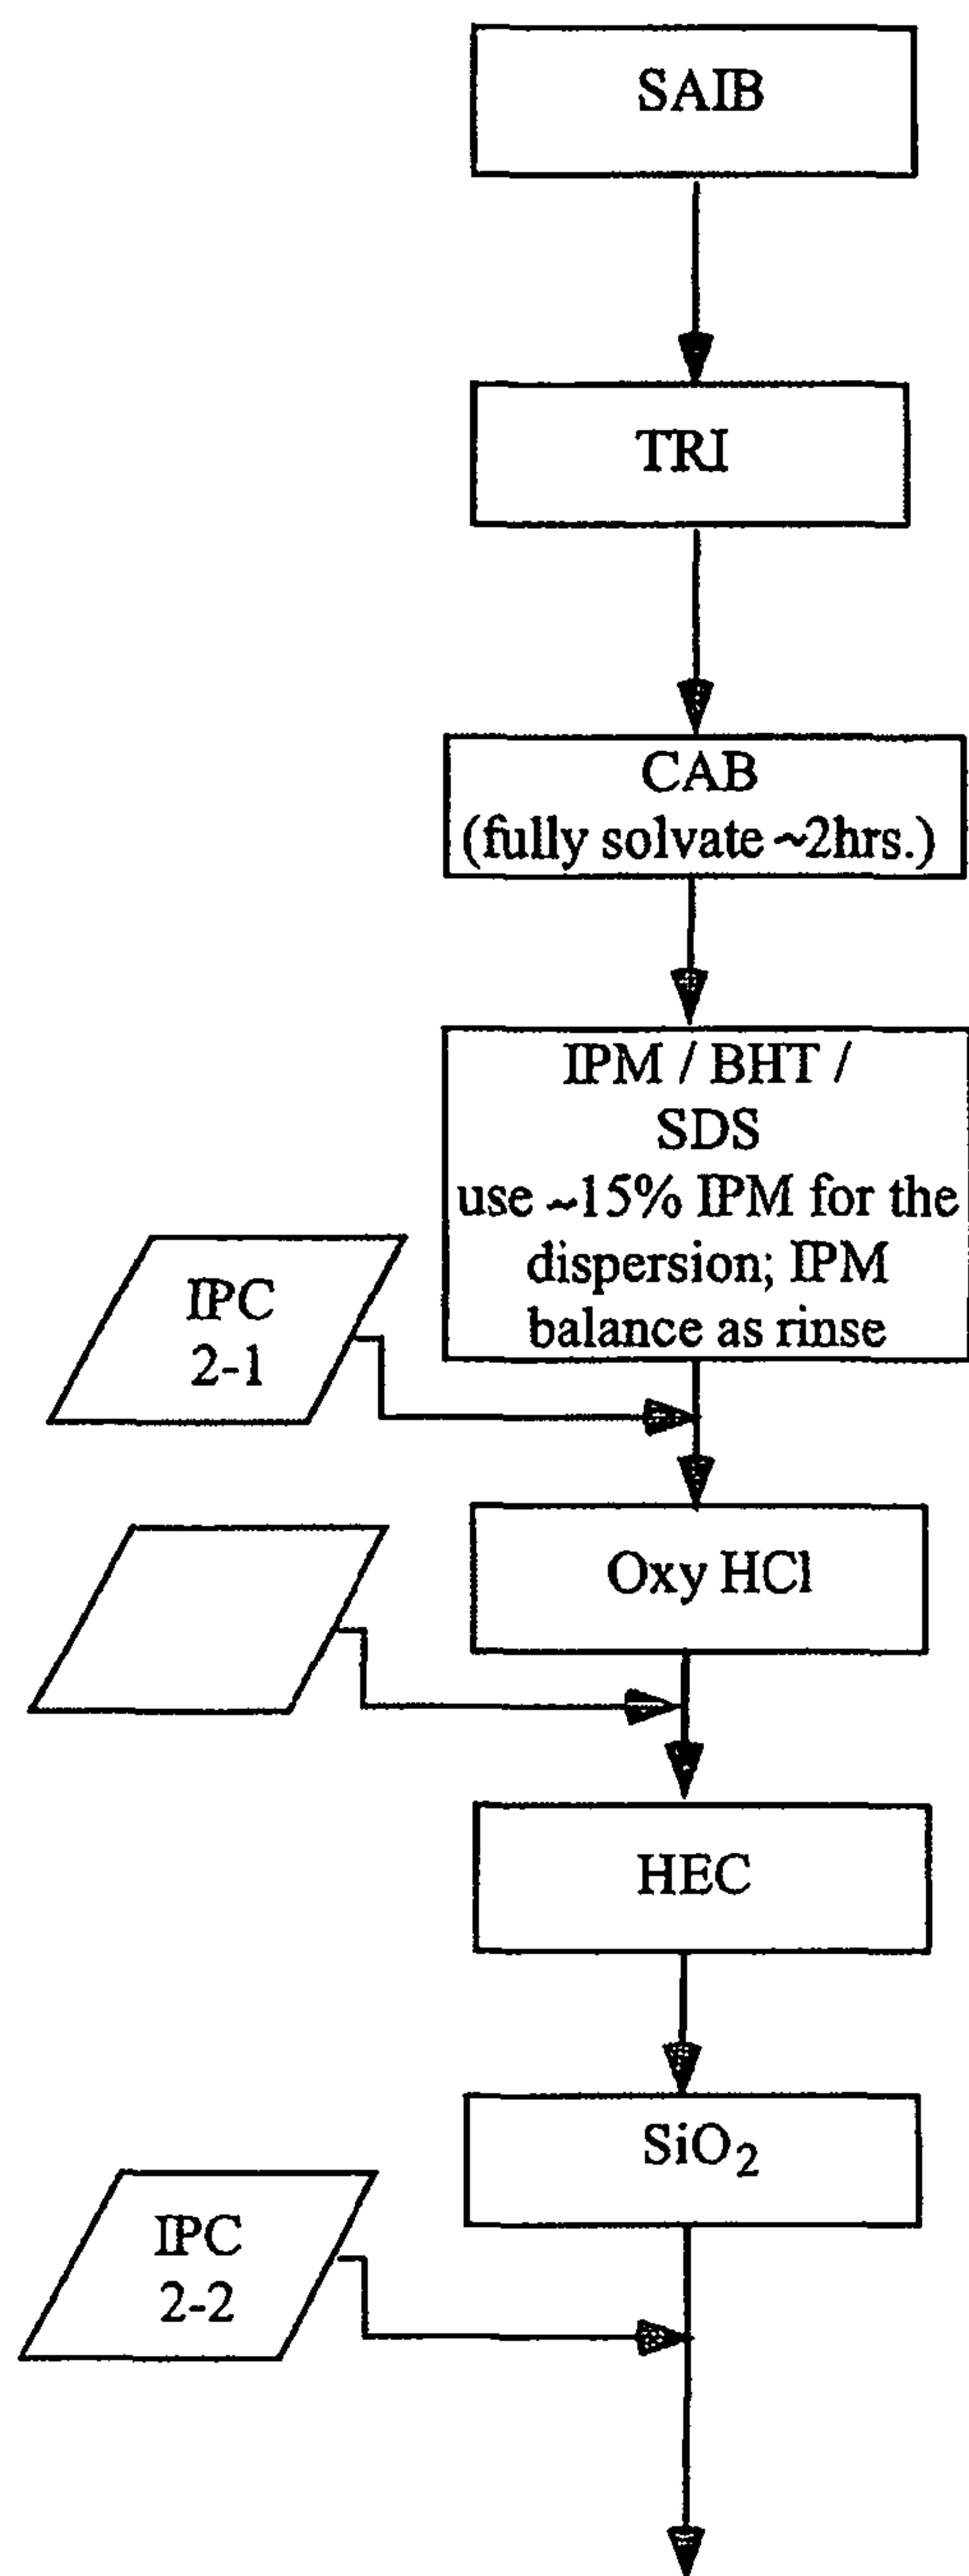 SAIB
TRI
CAB
(fully solvate ~2hrs.)
IPM / BHT /
SDS
use ~15% IPM for the
dispersion; IPM
balance as rinse
IPC
2-1
Oxy HCl
HEC
SiO₂
IPC
2-2